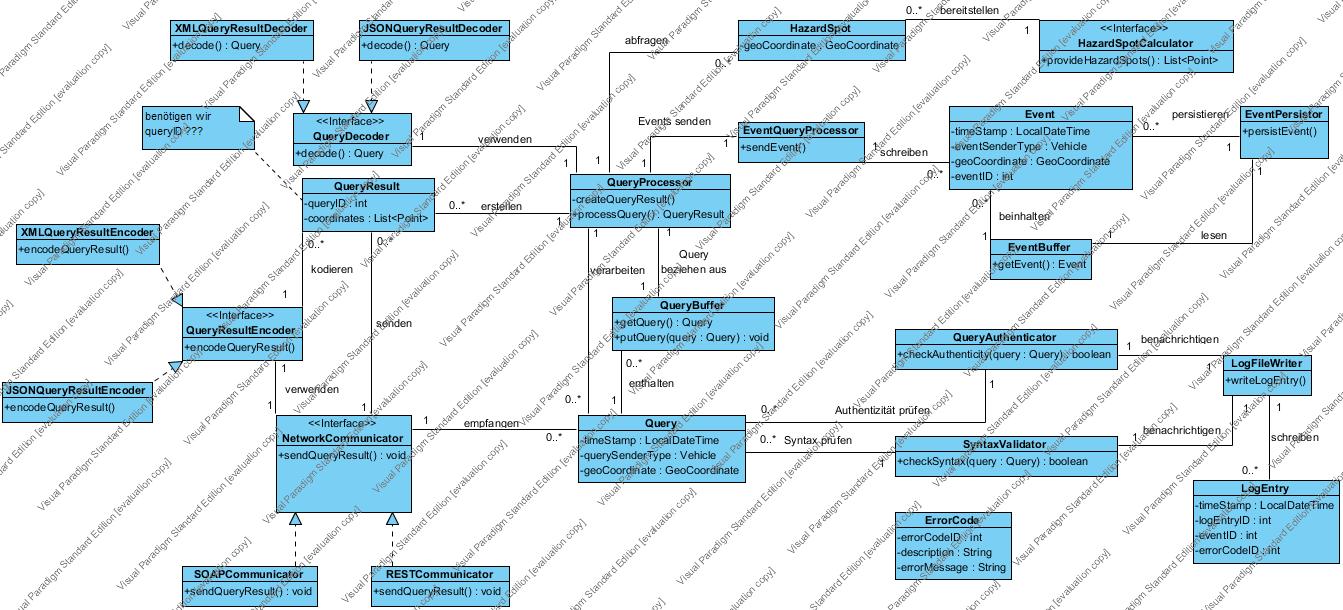 XMLQueryResultDecoder
+decode() : Query
JSONQueryResultDecoder
+decode() : Query
HazardSpot
geoCoordinate : GeoCoordinate
0..*
bereitstellen
1
<<Interface>>
HazardSpotCalculator
+provideHazardSpots() : List<Point>
abfragen
0..*
1
benötigen wir
queryID ???
<<Interface>>
QueryDecoder
+decode() : Query
1
verwenden
1
Events senden
1
1
EventQueryProcessor
+sendEvent()
1
schreiben
0..*
Event
-timeStamp : LocalDateTime
-eventSenderType : Vehicle
-geoCoordinate : GeoCoordinate
-eventID : int
0..*
persistieren
1
EventPersistor
+persistEvent()
1
QueryResult
-queryID : int
-coordinates : List<Point>
0..*
erstellen
1
QueryProcessor
-createQueryResult()
+processQuery() : QueryResult
0..*
beinhalten
1
EventBuffer
+getEvent() : Event
1
lesen
XMLQueryResultEncoder
+encodeQueryResult()
0..*
kodieren
1
0..*
senden
1
1
verarbeiten
0..*
1
Query
beziehen aus
1
<<Interface>>
QueryResultEncoder
+encodeQueryResult()
QueryBuffer
+getQuery() : Query
+putQuery(query : Query) : void
0..*
enthalten
1
QueryAuthenticator
+checkAuthenticity(query : Query) : boolean
1
benachrichtigen
1
LogFileWriter
+writeLogEntry()
JSONQueryResultEncoder
+encodeQueryResult()
1
verwenden
1
<<Interface>>
NetworkCommunicator
+sendQueryResult() : void
1
empfangen
0..*
Query
-timeStamp : LocalDateTime
-querySenderType : Vehicle
-geoCoordinate : GeoCoordinate
0..*
Authentizität prüfen
1
0..*
Syntax prüfen
1
SyntaxValidator
+checkSyntax(query : Query) : boolean
1
benachrichtigen
1
1
schreiben
0..*
LogEntry
-timeStamp : LocalDateTime
-logEntryID : int
-eventID : int
-errorCodeID : int
ErrorCode
-errorCodeID : int
-description : String
-errorMessage : String
SOAPCommunicator
+sendQueryResult() : void
RESTCommunicator
+sendQueryResult() : void
Visual Paradigm Standard Edition [evaluation copy]